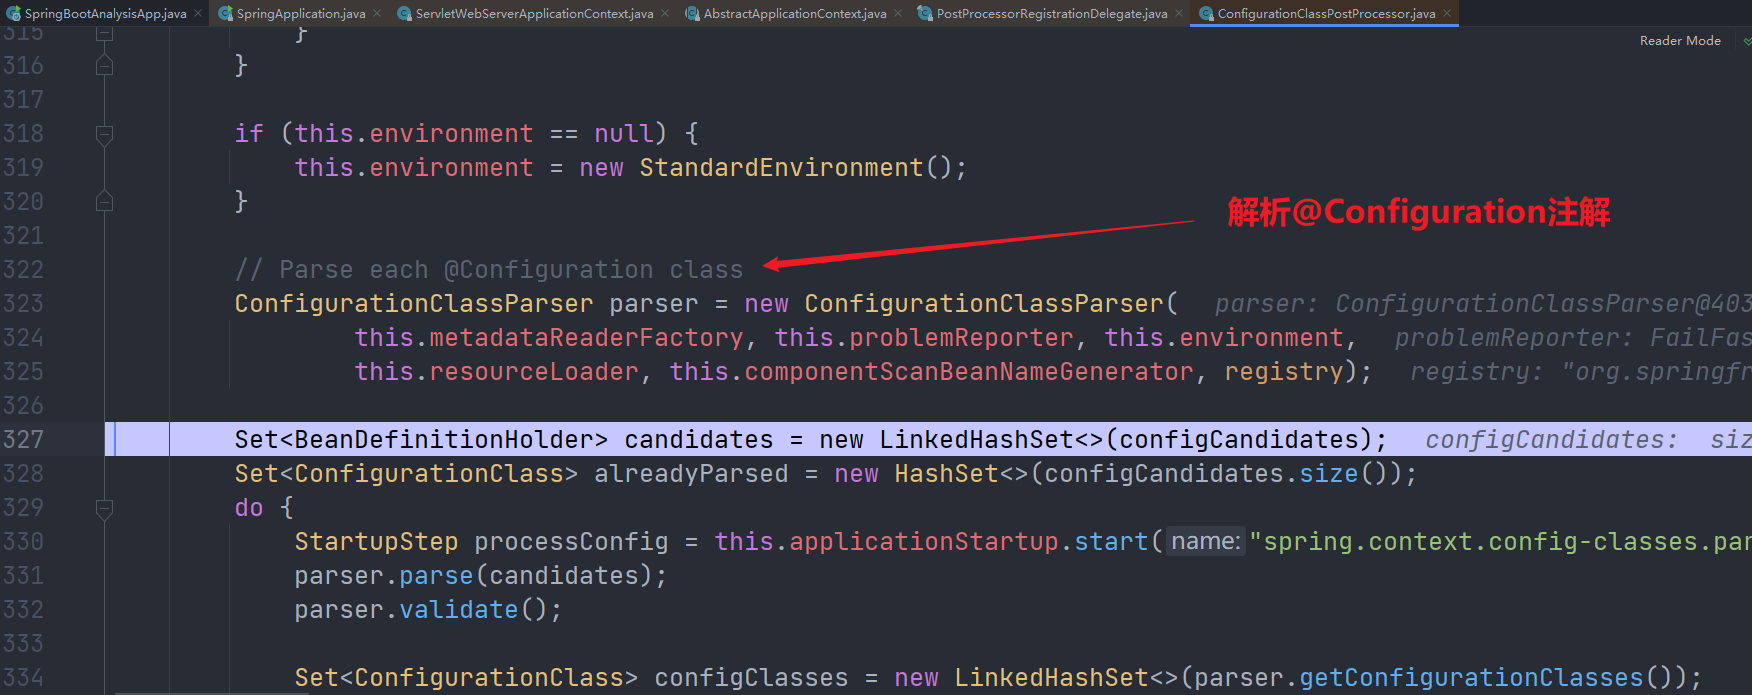 SpringBootAnalysisApp.java SpringApplication.java ServletWebServerApplicationContext.java AbstractApplicationContext.java PostProcessorRegistrationDelegate.java ConfigurationClassPostProcessor.java
Reader Mode
315 }
316 }
317
318 if (this.environment == null) {
319 this.environment = new StandardEnvironment();
320 }
321
解析@Configuration注解
322 // Parse each @Configuration class
323 ConfigurationClassParser parser = new ConfigurationClassParser( parser: ConfigurationClassParser@403
324 this.metadataReaderFactory, this.problemReporter, this.environment, problemReporter: FailFas
325 this.resourceLoader, this.componentScanBeanNameGenerator, registry); registry: "org.springfr
326
327 Set<BeanDefinitionHolder> candidates = new LinkedHashSet<>(configCandidates); configCandidates: siz
328 Set<ConfigurationClass> alreadyParsed = new HashSet<>(configCandidates.size());
329 do {
330 StartupStep processConfig = this.applicationStartup.start( name: "spring.context.config-classes.par
331 parser.parse(candidates);
332 parser.validate();
333
334 Set<ConfigurationClass> configClasses = new LinkedHashSet<>(parser.getConfigurationClasses());